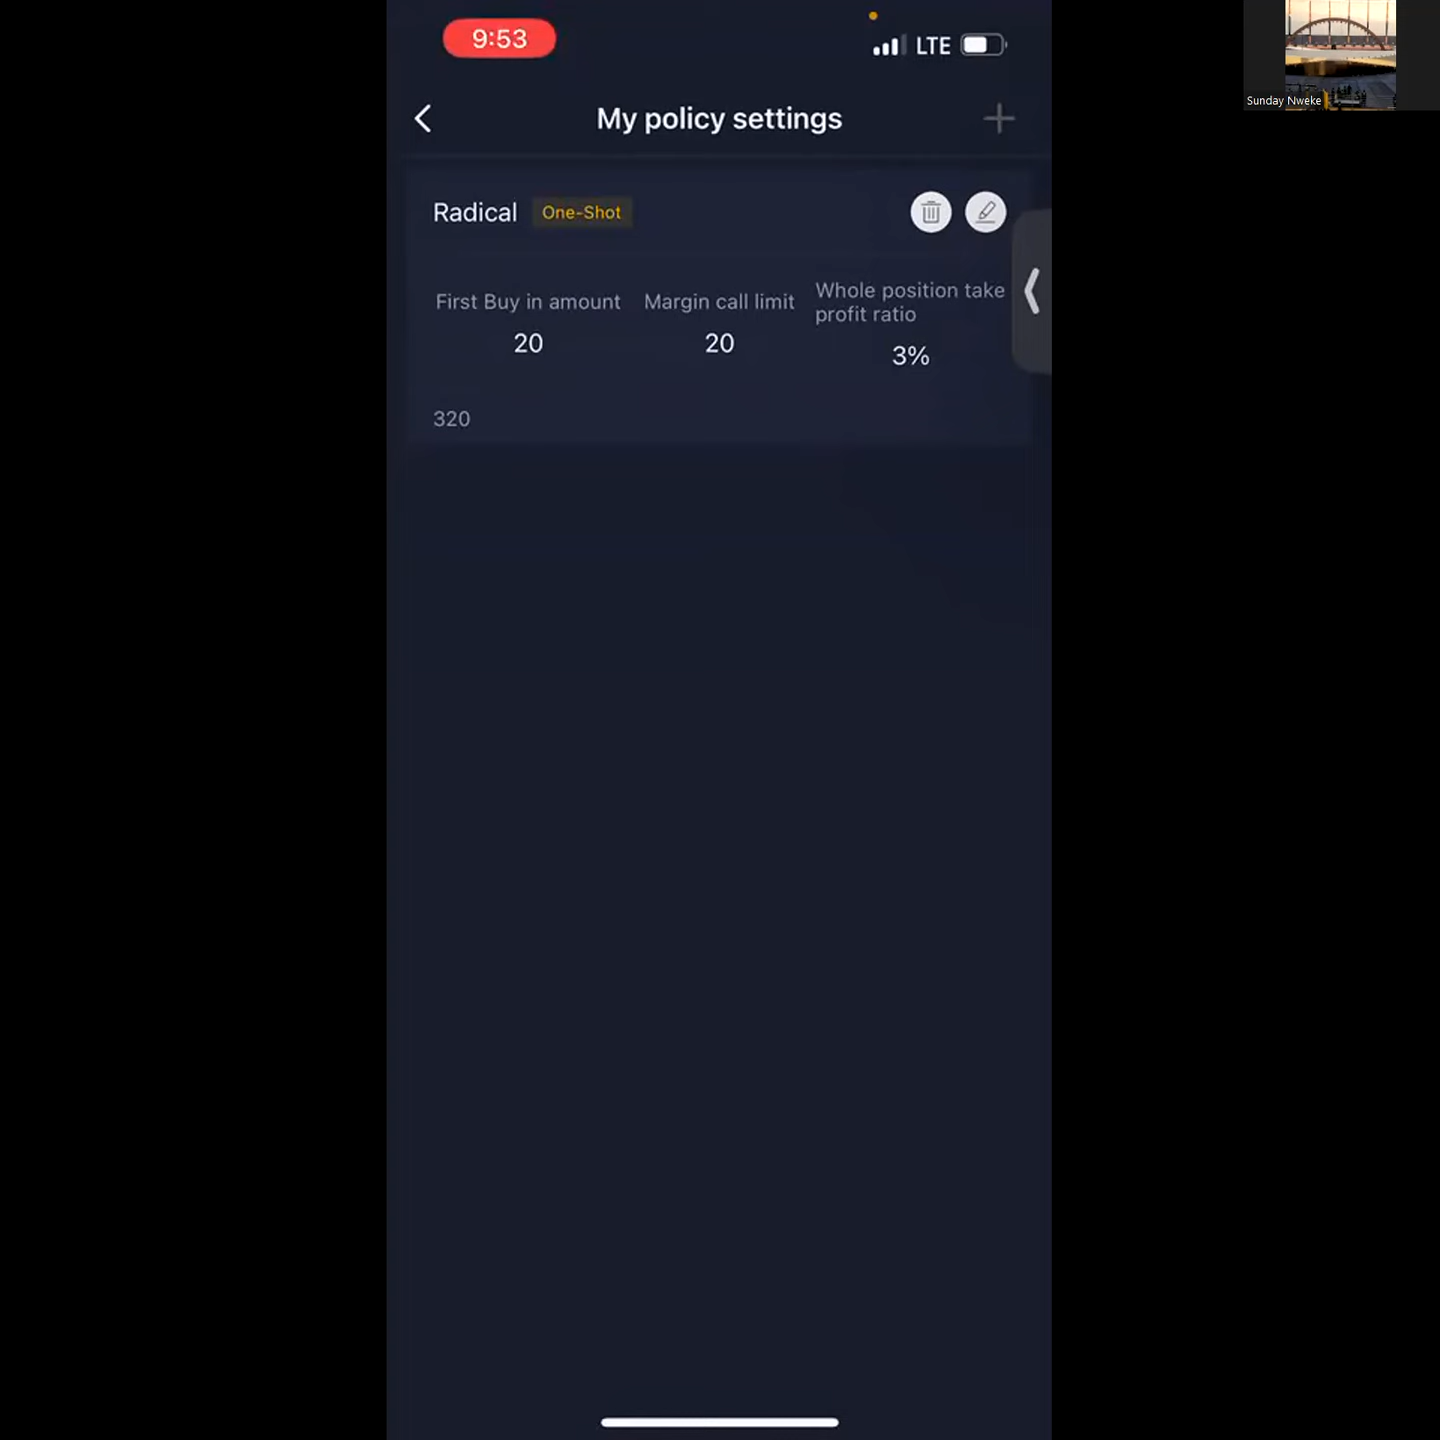 9:53
LTE
Sunday Nweke
My policy settings
Radical
One-Shot
First Buy in amount
20
Margin call limit
20
Whole position take
profit ratio
3%
320